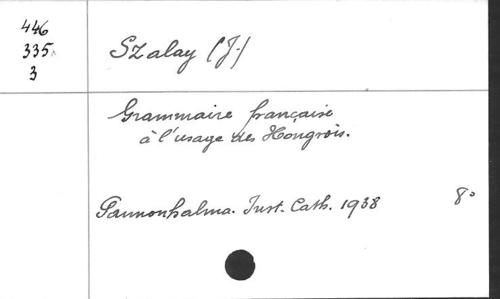 446
335.
3
Szalay (J.)
Grammaire française
à l'usage des Hongrois.
Pannonhalma. Inst. Cath. 1938 8°